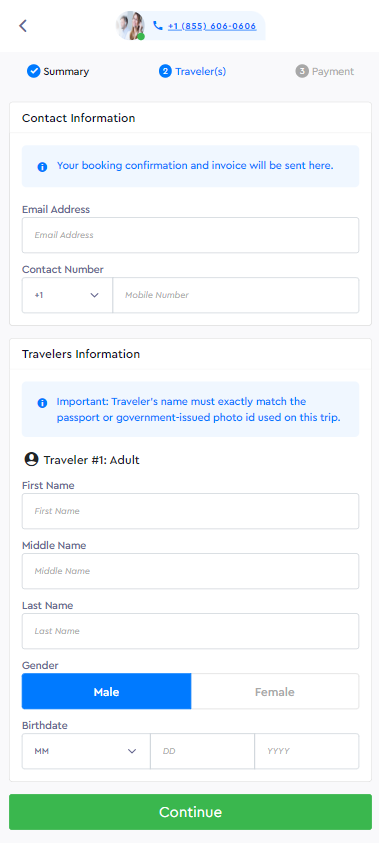 +1 (855) 606-0606
Summary
2 Traveler(s)
3 Payment
Contact Information
Your booking confirmation and invoice will be sent here.
Email Address
Email Address
Contact Number
+1
Mobile Number
Travelers Information
Important: Traveler's name must exactly match the
passport or government-issued photo id used on this trip.
Traveler #1: Adult
First Name
First Name
Middle Name
Middle Name
Last Name
Last Name
Gender
Male
Female
Birthdate
MM
DD
YYYY
Continue